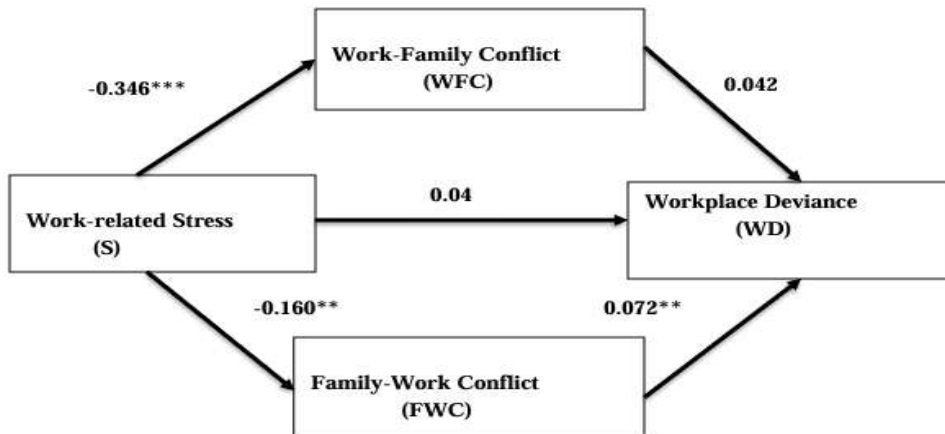 Work-Family Conflict
(WFC)
-0.346***
0.042
0.04
Work-related Stress
(S)
Workplace Deviance
(WD)
-0.160**
0.072**
Family-Work Conflict
(FWC)